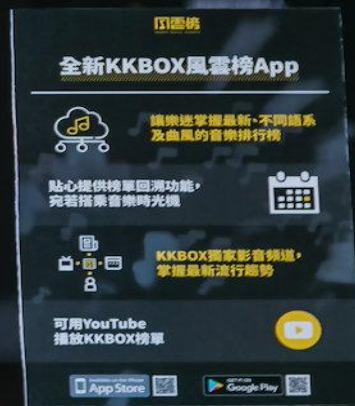 風雲榜
全新KKBOX風雲榜App
讓樂迷掌握最新、不同語系
及曲風的音樂排行榜
貼心提供榜單回溯功能，
宛若搭乘音樂時光機
KKBOX獨家影音頻道，
掌握最新流行趨勢
可用YouTube
播放KKBOX榜單
App Store
GET IT ON
Google Play